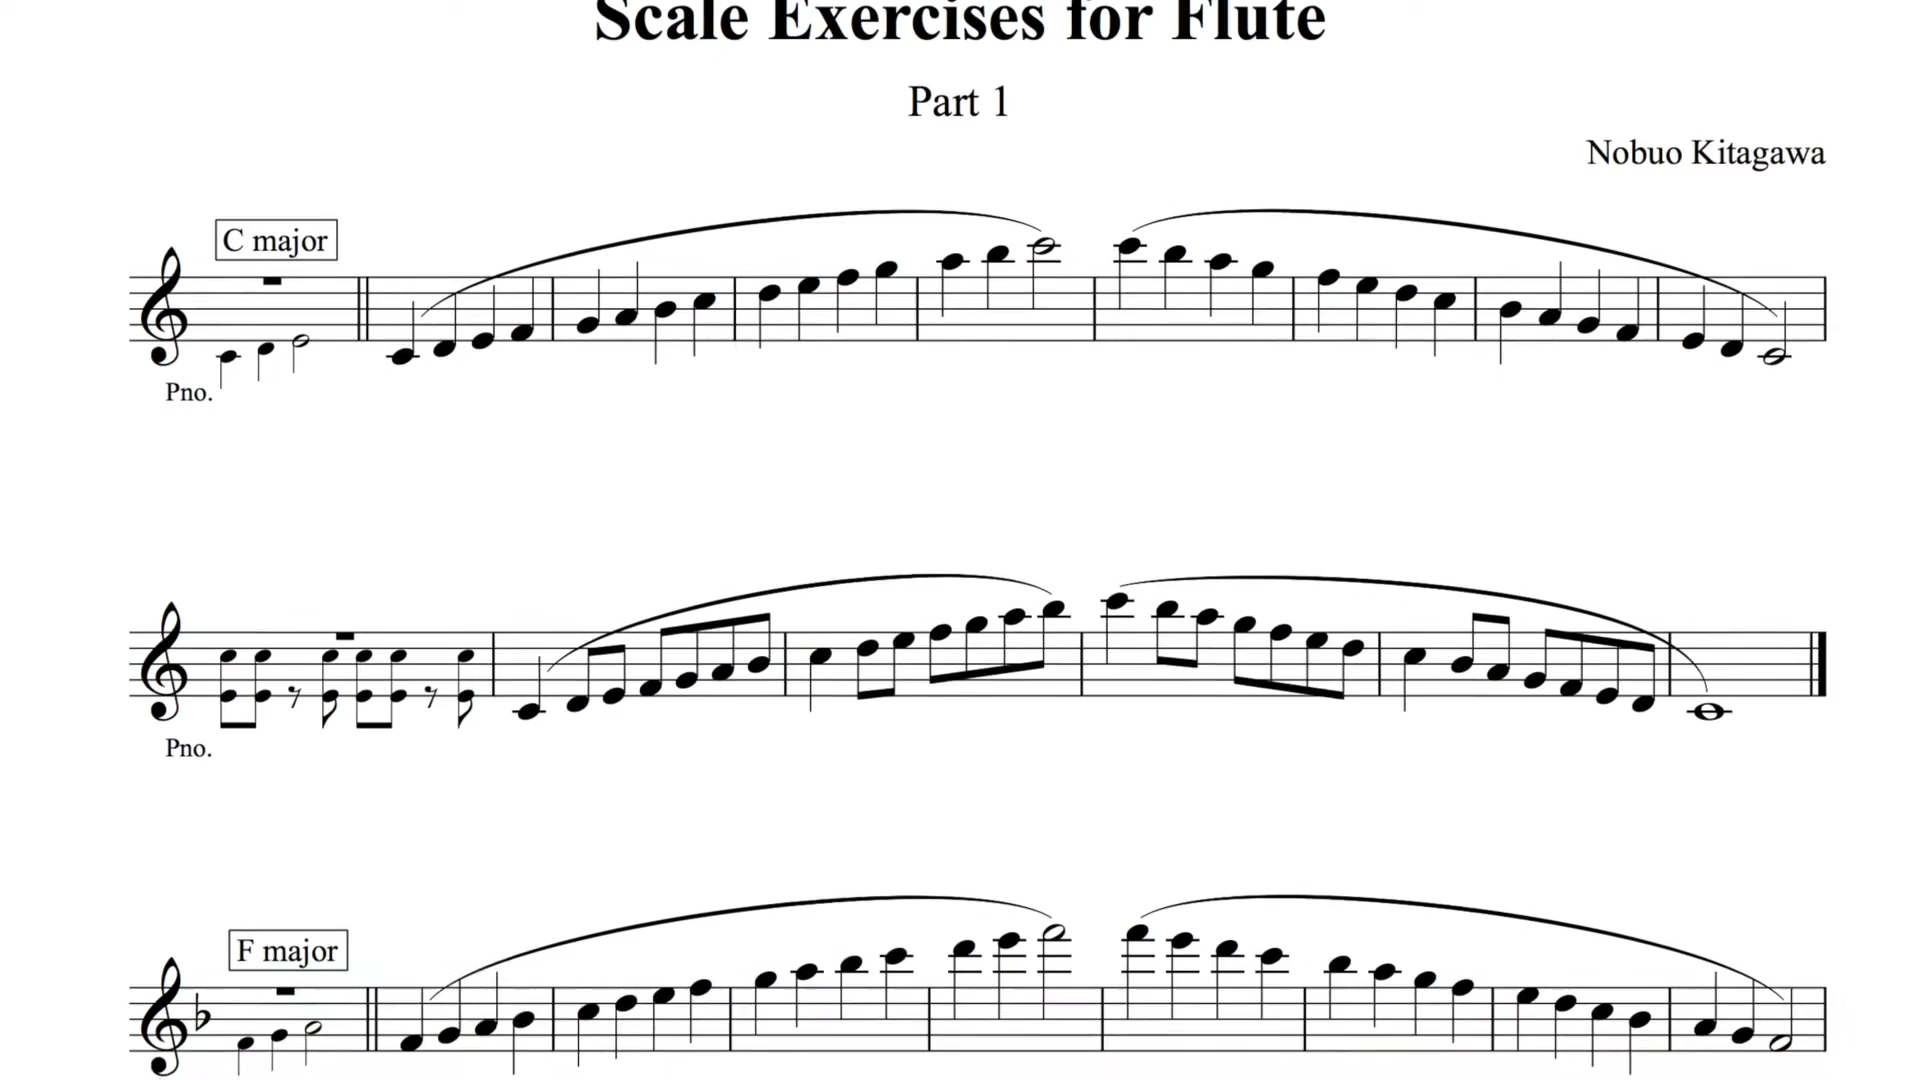 Scale Exercises for Flute
Part 1
Nobuo Kitagawa
C major
Pno.
Pno.
F major